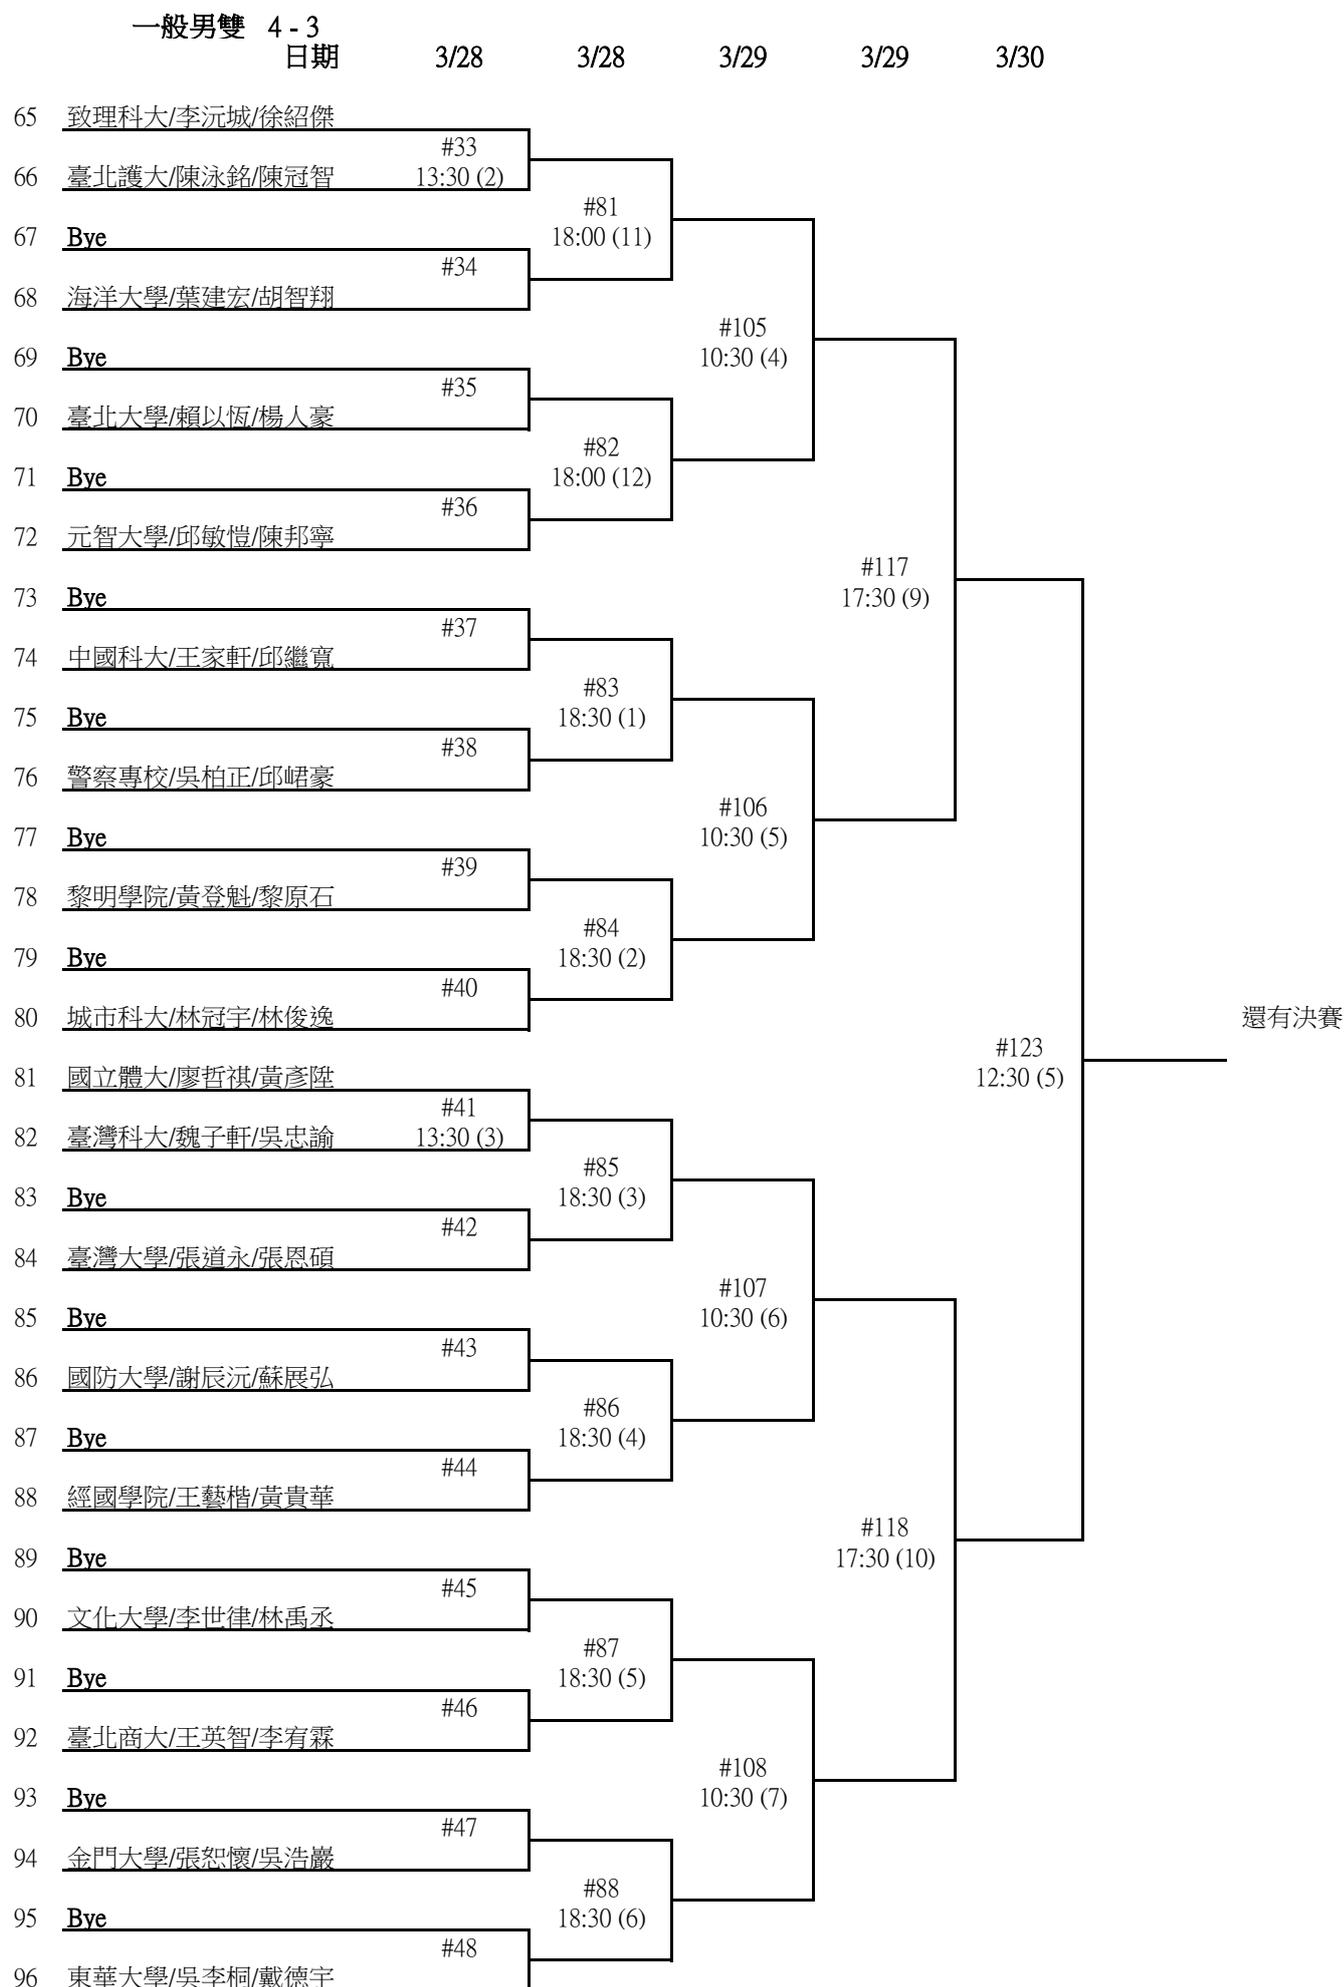 一般男雙 4 - 3
日期 3/28 3/28 3/29 3/29 3/30
65 致理科大/李沅城/徐紹傑
#33
66 臺北護大/陳泳銘/陳冠智 13:30 (2)
#81
67 Bye 18:00 (11)
#34
68 海洋大學/葉建宏/胡智翔
#105
69 Bye 10:30 (4)
#35
70 臺北大學/賴以恆/楊人豪
#82
71 Bye 18:00 (12)
#36
72 元智大學/邱敏愷/陳邦寧
#117
73 Bye 17:30 (9)
#37
74 中國科大/王家軒/邱繼寬
#83
75 Bye 18:30 (1)
#38
76 警察專校/吳柏正/邱峮豪
#106
77 Bye 10:30 (5)
#39
78 黎明學院/黃登魁/黎原石
#84
79 Bye 18:30 (2)
#40
80 城市科大/林冠宇/林俊逸 還有決賽
#123
81 國立體大/廖哲祺/黃彥陞 12:30 (5)
#41
82 臺灣科大/魏子軒/吳忠諭 13:30 (3)
#85
83 Bye 18:30 (3)
#42
84 臺灣大學/張道永/張恩碩
#107
85 Bye 10:30 (6)
#43
86 國防大學/謝辰沅/蘇展弘
#86
87 Bye 18:30 (4)
#44
88 經國學院/王藝楷/黃貴華
#118
89 Bye 17:30 (10)
#45
90 文化大學/李世律/林禹丞
#87
91 Bye 18:30 (5)
#46
92 臺北商大/王英智/李宥霖
#108
93 Bye 10:30 (7)
#47
94 金門大學/張恕懷/吳浩巖
#88
95 Bye 18:30 (6)
#48
96 東華大學/吳李桐/戴德宇